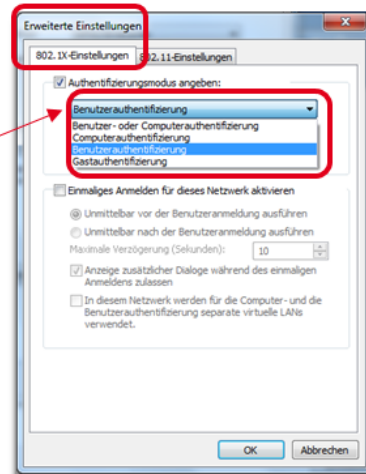 Erweiterte Einstellungen
802.1X-Einstellungen
802.11-Einstellungen
Authentifizierungsmodus angeben:
Benutzerauthentifizierung
Benutzer- oder Computerauthentifizierung
Computerauthentifizierung
Benutzerauthentifizierung
Gastauthentifizierung
Einmaliges Anmelden für dieses Netzwerk aktivieren
Unmittelbar vor der Benutzeranmeldung ausführen
Unmittelbar nach der Benutzeranmeldung ausführen
Maximale Verzögerung (Sekunden): 10
Anzeige zusätzlicher Dialoge während des einmaligen
Anmeldens zulassen
In diesem Netzwerk werden für die Computer- und die
Benutzerauthentifizierung separate virtuelle LANs
verwendet.
OK Abbrechen